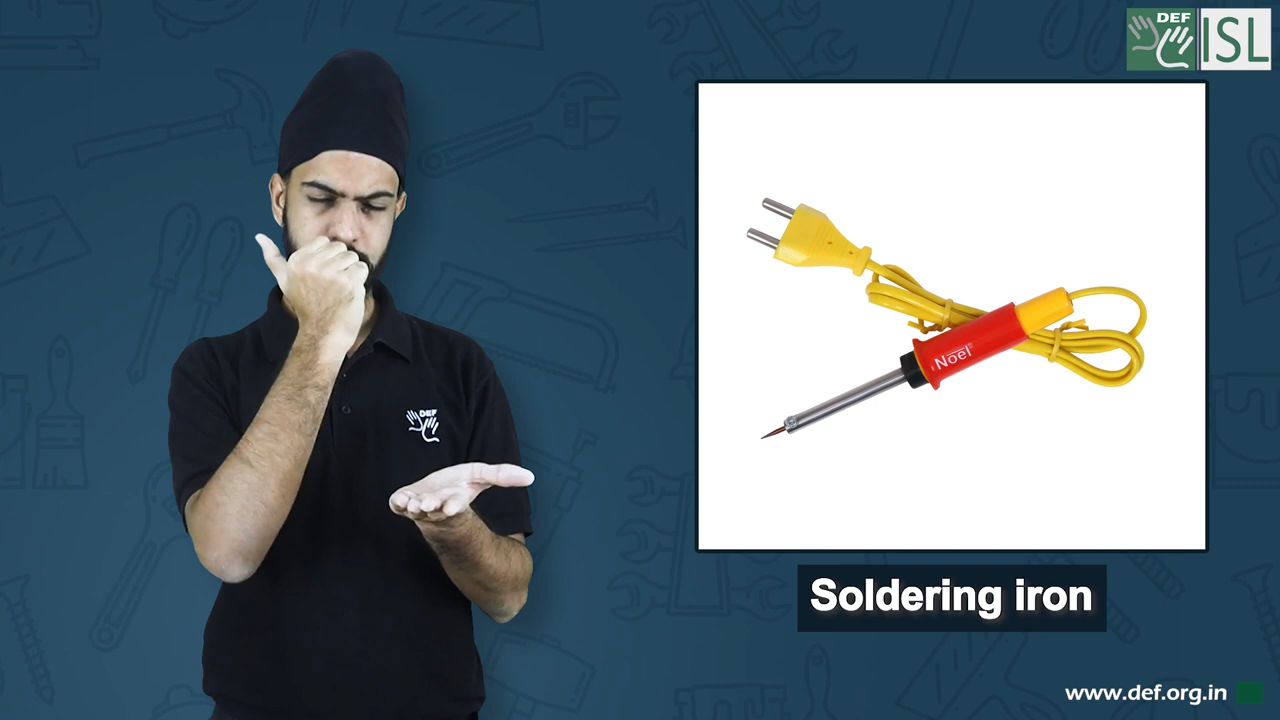 DEF
ISL
Noel
DEF
Soldering iron
www.def.org.in